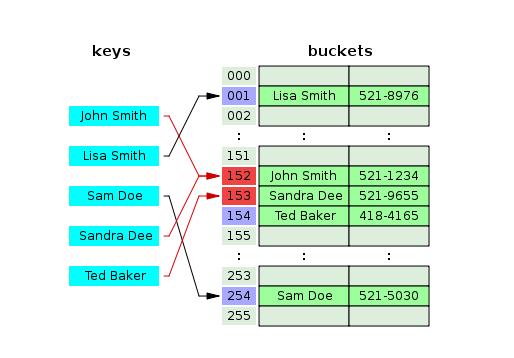 keys
buckets
000
001 Lisa Smith 521-8976
002
: : :
151
152 John Smith 521-1234
153 Sandra Dee 521-9655
154 Ted Baker 418-4165
155
: : :
253
254 Sam Doe 521-5030
255
John Smith
Lisa Smith
Sam Doe
Sandra Dee
Ted Baker